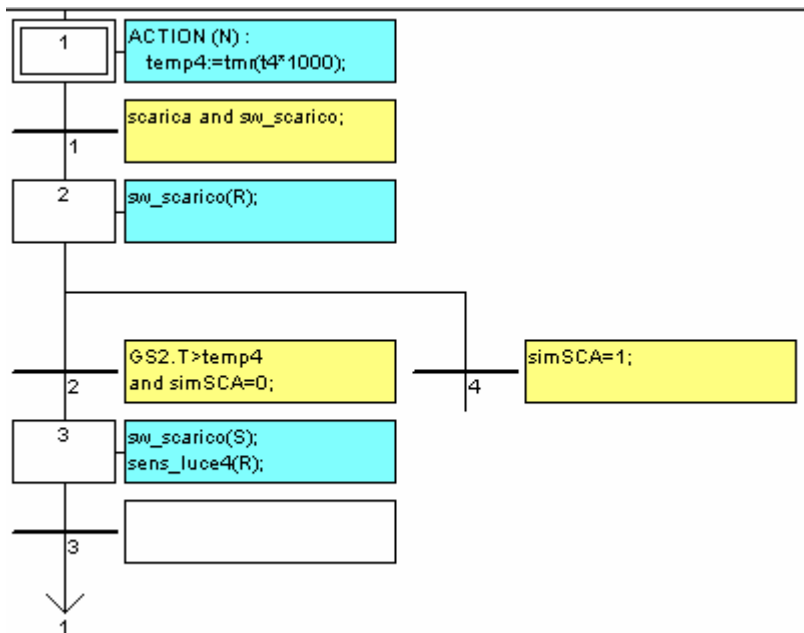 1
ACTION (N) :
temp4:=tmr(t4*1000);
scarica and sw_scarico;
1
2
sw_scarico(R);
GS2.T>temp4
and simSCA=0;
2
simSCA=1;
4
3
sw_scarico(S);
sens_luce4(R);
3
1